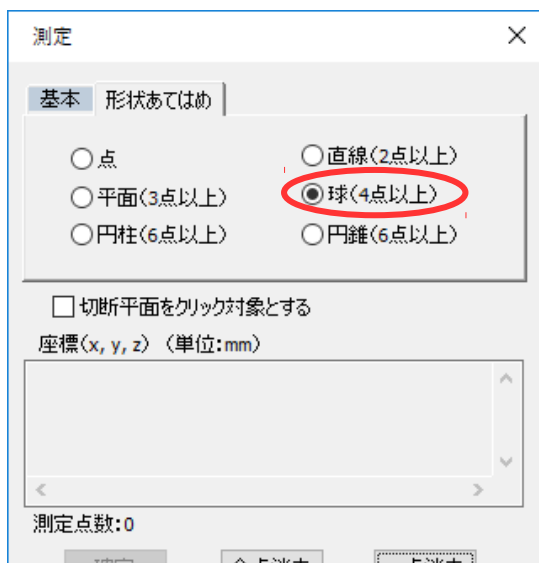 測定
基本 形状あてはめ
点 直線(2点以上)
平面(3点以上) 球(4点以上)
円柱(6点以上) 円錐(6点以上)
切断平面をクリック対象とする
座標(x, y, z) (単位:mm)
測定点数:0